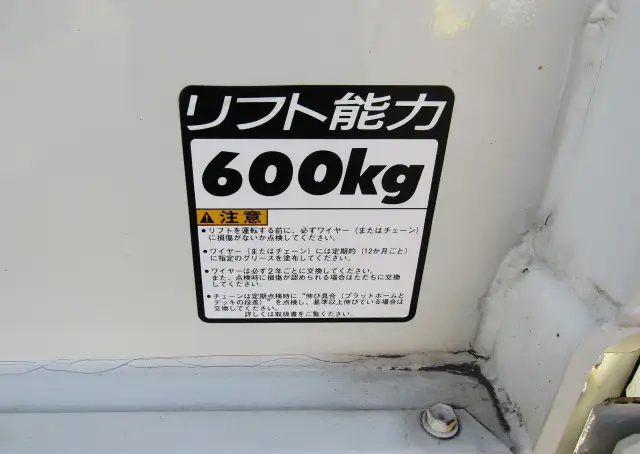 リフト能力
600kg
⚠注意
●リフトを運転する前に、必ずワイヤー(またはチェーン)
に損傷がないか点検してください。
●ワイヤー(またはチェーン)には定期的(12か月ごと)
に指定のグリースを塗布してください。
●ワイヤーは必ず2年ごとに交換してください。
また、点検時に損傷が認められる場合はただちに交換
してください。
●チェーンは定期点検時に“伸び具合(プラットホームと
デッキの段差)”を点検し、基準以上伸びている場合は
交換してください。
詳しくは取扱書をご覧ください。